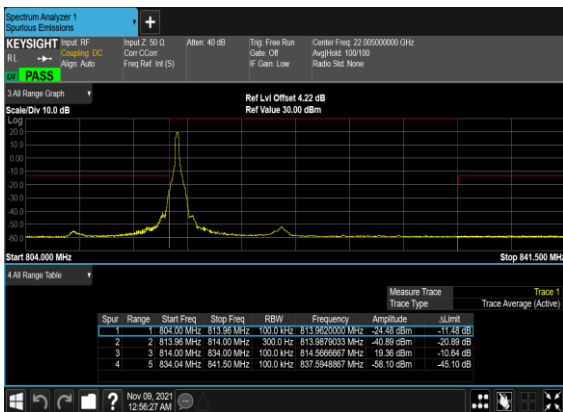 Spectrum Analyzer 1
Spurious Emissions
KEYSIGHT Input: RF Input Z: 50 Ω Atten: 40 dB Trig: Free Run Center Freq: 22.005000000 GHz
RL Coupling: DC Corr CCorr Gate: Off Avg|Hold: 100/100
Align: Auto Freq Ref: Int (S) IF Gain: Low Radio Std: None
PASS
3 All Range Graph
Ref Lvl Offset 4.22 dB
Scale/Div 10.0 dB Ref Value 30.00 dBm
Log
20.0
10.0
0.00
-10.0
-20.0
-30.0
-40.0
-50.0
-60.0
Start 804.000 MHz Stop 841.500 MHz
4 All Range Table
Measure Trace Trace 1
Trace Type Trace Average (Active)
Spur Range Start Freq Stop Freq RBW Frequency Amplitude ΔLimit
1 1 804.00 MHz 813.96 MHz 100.0 kHz 813.9620000 MHz -24.48 dBm -11.48 dB
2 2 813.96 MHz 814.00 MHz 300.0 Hz 813.9879033 MHz -40.89 dBm -20.89 dB
3 3 814.00 MHz 834.00 MHz 100.0 kHz 814.5666667 MHz 19.36 dBm -10.64 dB
4 5 834.04 MHz 841.50 MHz 100.0 kHz 837.5948867 MHz -58.10 dBm -45.10 dB
? Nov 09, 2021
12:56:27 AM